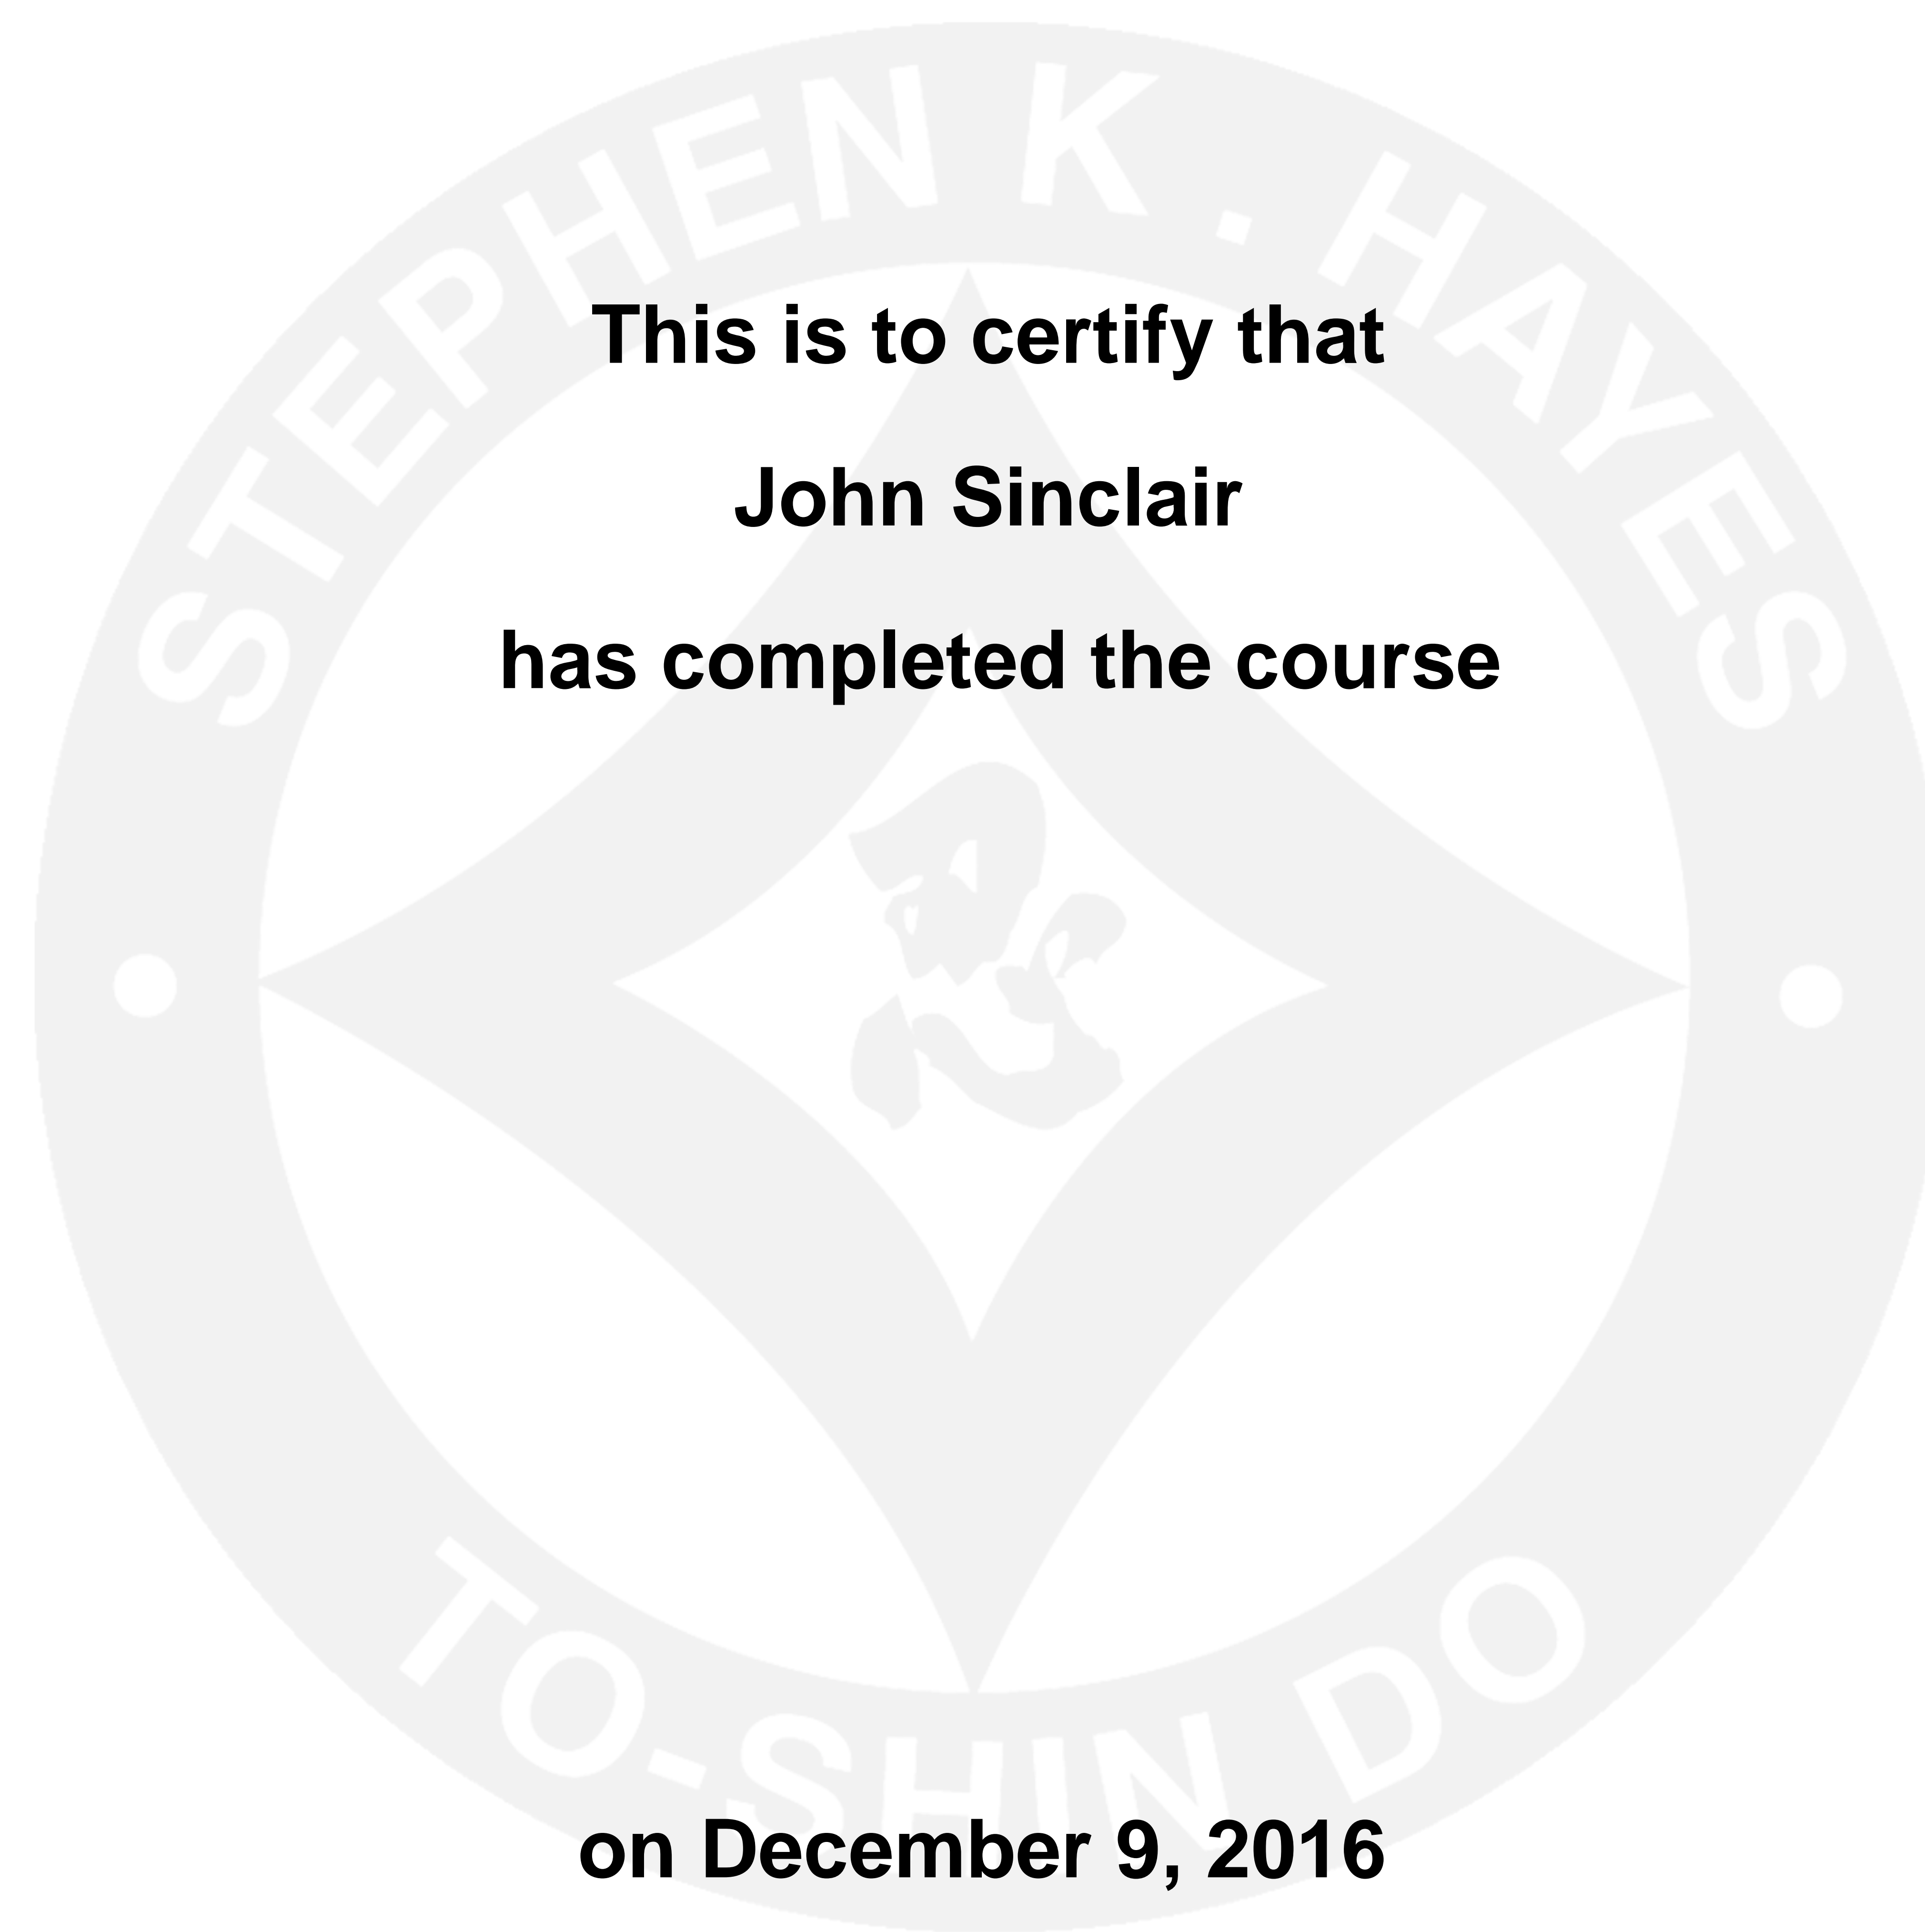 STEPHEN K. HAYES
This is to certify that
John Sinclair
has completed the course
忍
TO-SHIN DO
on December 9, 2016